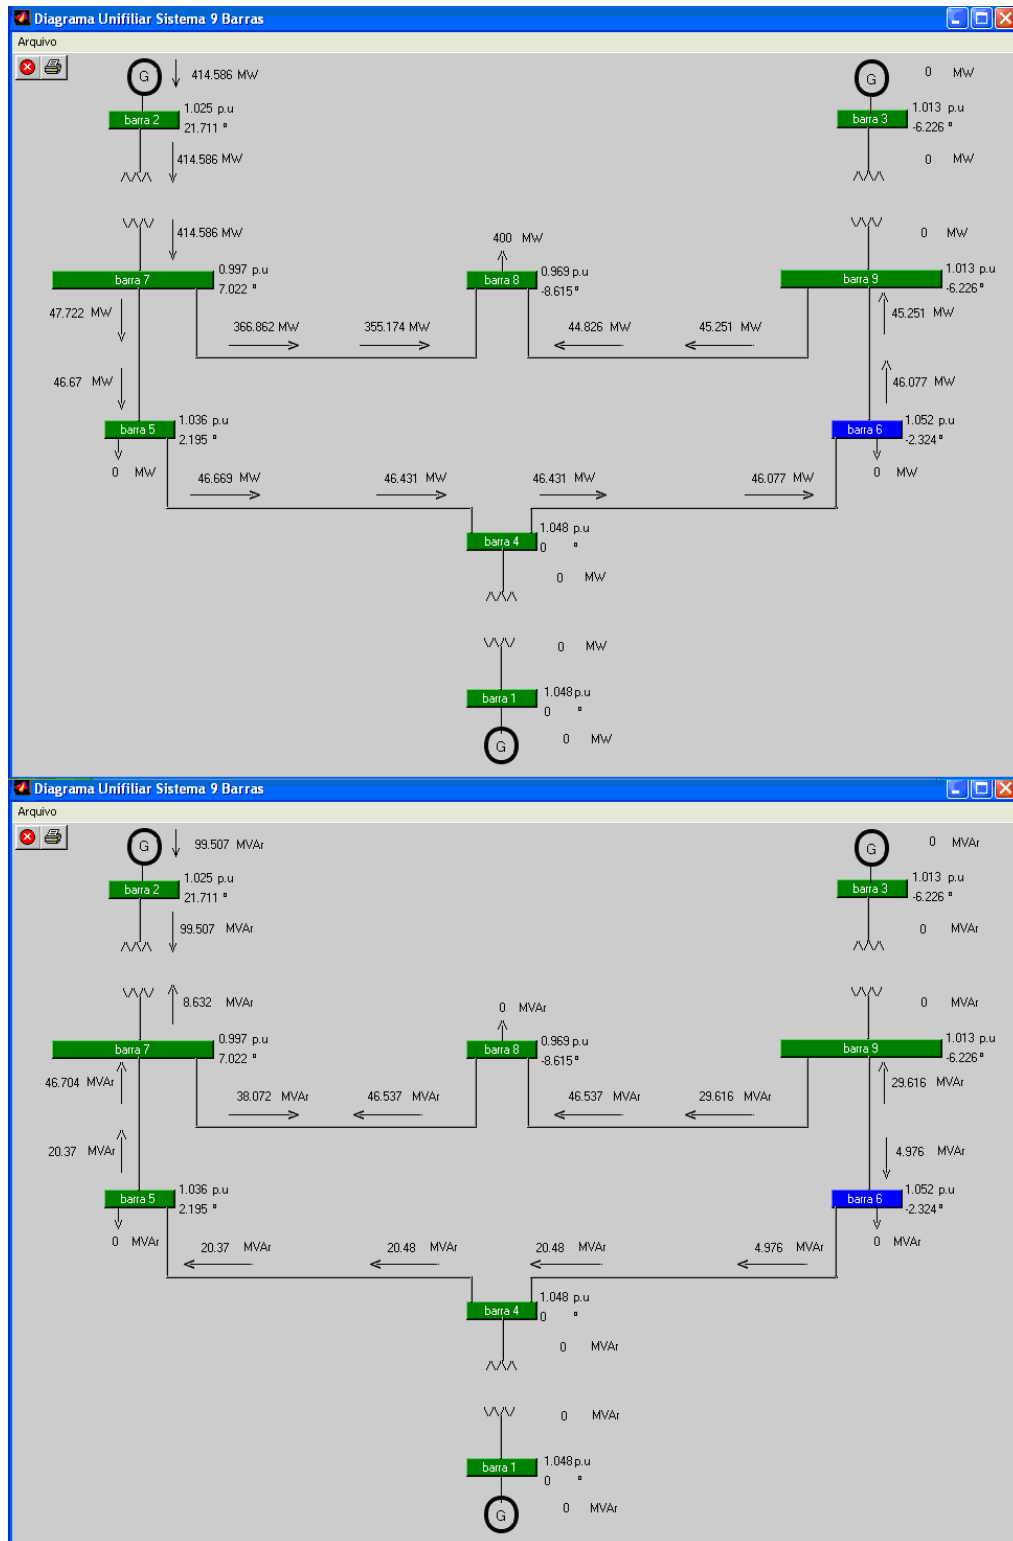 Diagrama Unifiliar Sistema 9 Barras
Arquivo
G 414.586 MW
G 0 MW
barra 2 1.025 p.u
21.711 º
barra 3 1.013 p.u
-6.226 º
414.586 MW
0 MW
414.586 MW
400 MW
0 MW
barra 7 0.997 p.u
7.022 º
barra 8 0.969 p.u
-8.615 º
barra 9 1.013 p.u
-6.226 º
47.722 MW
366.862 MW
355.174 MW
44.826 MW
45.251 MW
45.251 MW
46.67 MW
46.077 MW
barra 5 1.036 p.u
2.195 º
barra 6 1.052 p.u
-2.324 º
0 MW
0 MW
46.669 MW
46.431 MW
46.431 MW
46.077 MW
barra 4 1.048 p.u
0 º
0 MW
0 MW
barra 1 1.048 p.u
0 º
G 0 MW
Diagrama Unifiliar Sistema 9 Barras
Arquivo
G 99.507 MVAr
G 0 MVAr
barra 2 1.025 p.u
21.711 º
barra 3 1.013 p.u
-6.226 º
99.507 MVAr
0 MVAr
8.632 MVAr
0 MVAr
0 MVAr
barra 7 0.997 p.u
7.022 º
barra 8 0.969 p.u
-8.615 º
barra 9 1.013 p.u
-6.226 º
46.704 MVAr
38.072 MVAr
46.537 MVAr
46.537 MVAr
29.616 MVAr
29.616 MVAr
20.37 MVAr
4.976 MVAr
barra 5 1.036 p.u
2.195 º
barra 6 1.052 p.u
-2.324 º
0 MVAr
0 MVAr
20.37 MVAr
20.48 MVAr
20.48 MVAr
4.976 MVAr
barra 4 1.048 p.u
0 º
0 MVAr
0 MVAr
barra 1 1.048 p.u
0 º
G 0 MVAr